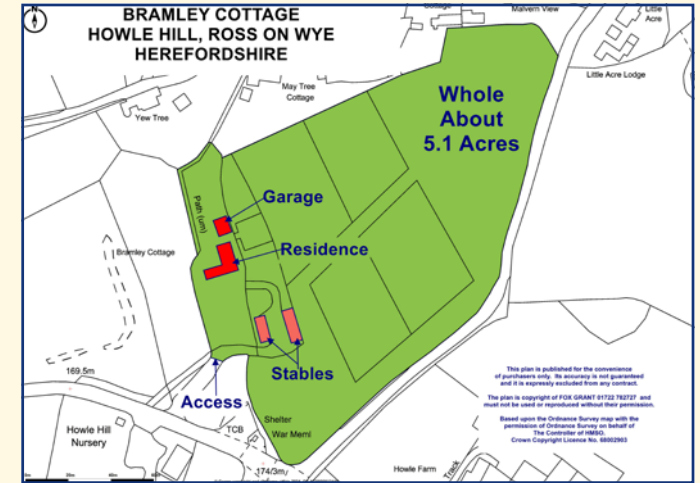 N
BRAMLEY COTTAGE
HOWLE HILL, ROSS ON WYE
HEREFORDSHIRE
Cottage
Malvern View
Little
Acre
Little Acre Lodge
May Tree
Cottage
Yew Tree
Whole
About
5.1 Acres
Path (um)
Garage
Residence
Bramley Cottage
Stables
Access
169.5m
Shelter
War Meml
TCB
174.3m
Howle Hill
Nursery
Howle Farm
Track
This plan is published for the convenience
of purchasers only. Its accuracy is not guaranteed
and it is expressly excluded from any contract.
The plan is copyright of FOX GRANT 01722 782727 and
must not be used or reproduced without their permission.
Based upon the Ordnance Survey map with the
permission of Ordnance Survey on behalf of
The Controller of HMSO.
Crown Copyright Licence No. 68002903